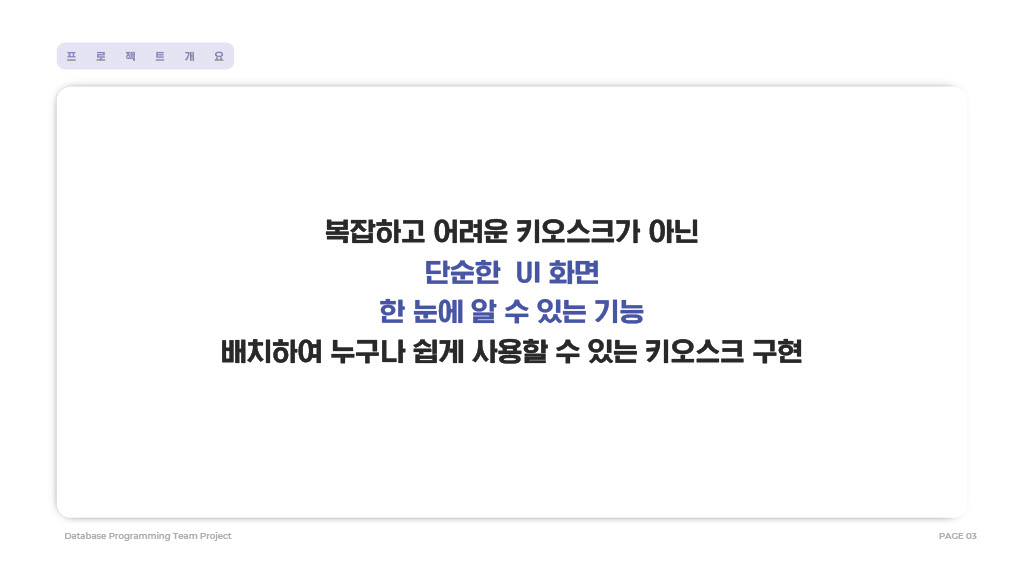 프 로 젝 트 개 요
복잡하고 어려운 키오스크가 아닌
단순한 UI 화면
한 눈에 알 수 있는 기능
배치하여 누구나 쉽게 사용할 수 있는 키오스크 구현
Database Programming Team Project
PAGE 03